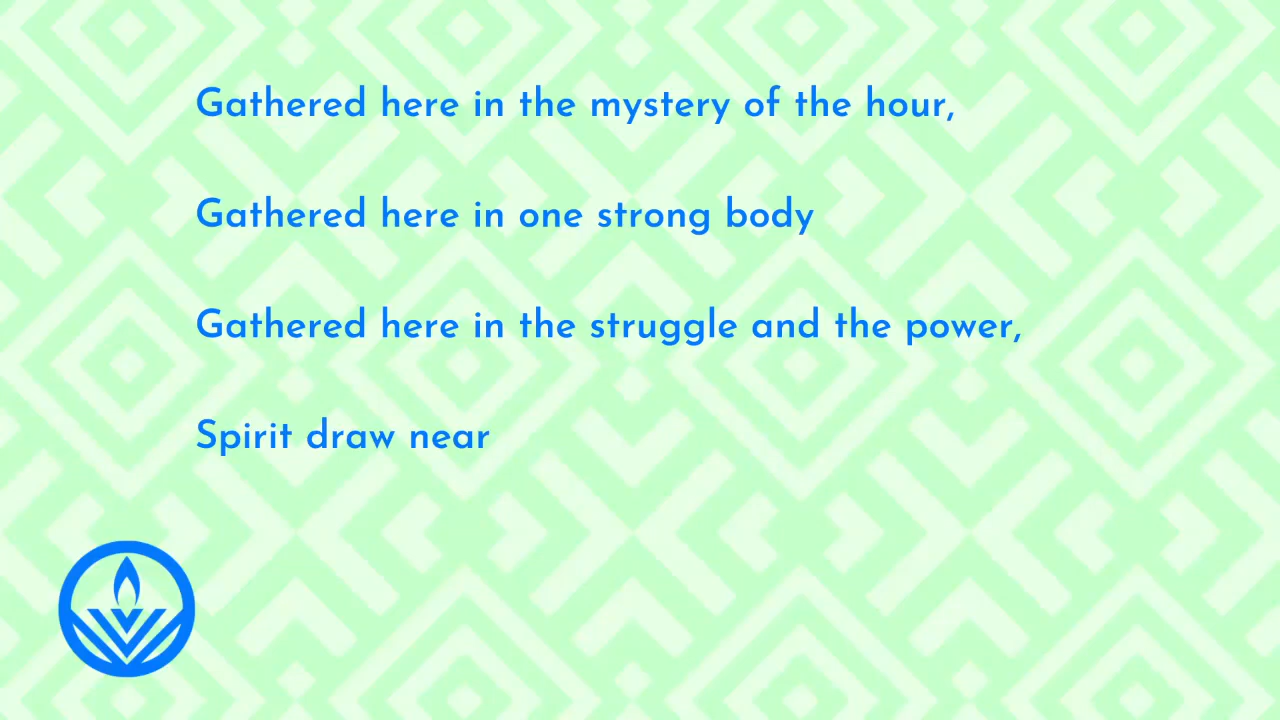 Gathered here in the mystery of the hour,
Gathered here in one strong body
Gathered here in the struggle and the power,
Spirit draw near